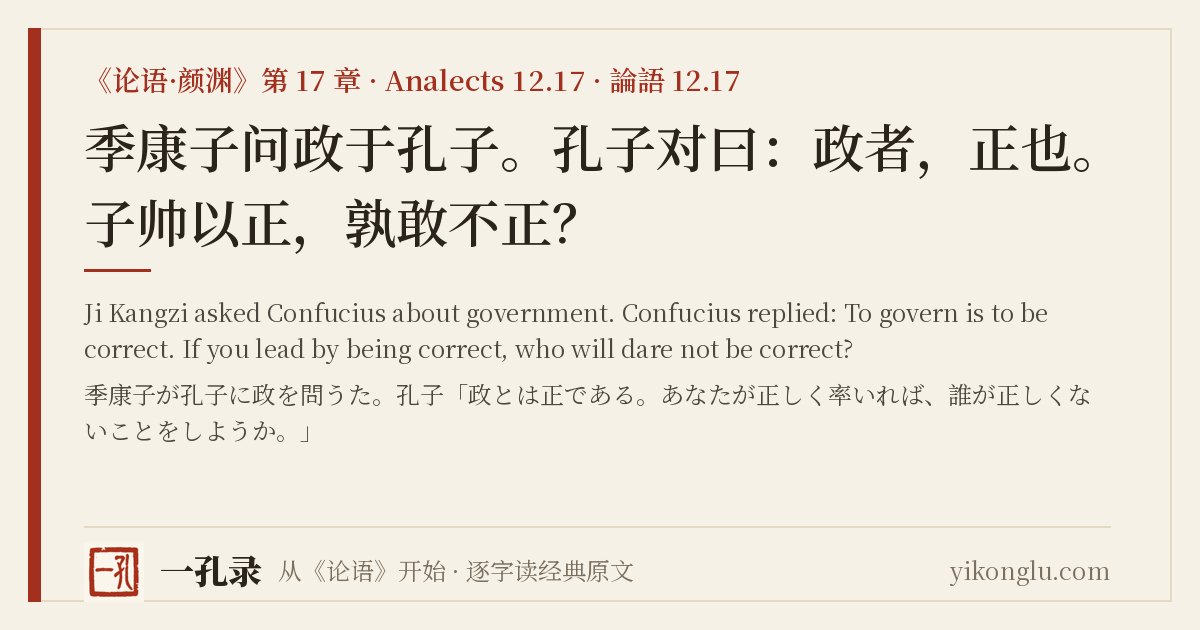 《论语·颜渊》第 17 章 · Analects 12.17 · 論語 12.17
季康子问政于孔子。孔子对曰：政者，正也。
子帅以正，孰敢不正？
Ji Kangzi asked Confucius about government. Confucius replied: To govern is to be
correct. If you lead by being correct, who will dare not be correct?
季康子が孔子に政を問うた。孔子「政とは正である。あなたが正しく率いれば、誰が正しくな
いことをしようか。」
一孔
一孔录 从《论语》开始 · 逐字读经典原文 yikonglu.com